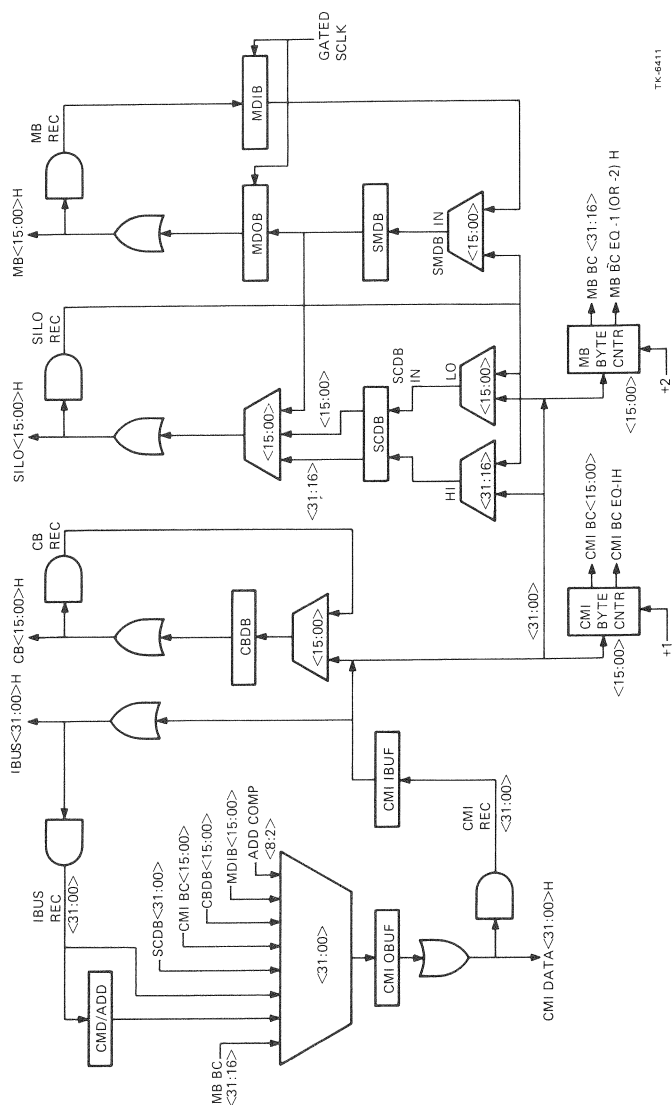 IBUS<31:00>H
CB<15:00>H
CB
REC
SILO<15:00>H
SILO
REC
MB<15:00>H
MB
REC
IBUS
REC
<31:00>
CMD/ADD
MB BC
<31:16>
SCDB<31:00>
CMI BC<15:00>
CBDB<15:00>
MDIB<15:00>
ADD COMP
<8:2>
<31:00>
CMI OBUF
CMI DATA<31:00>H
CMI
REC
<31:00>
CMI IBUF
CBDB
<15:00>
<31:00>
<15:00>
CMI
BYTE
CNTR
+1
CMI BC<15:00>
CMI BC EQ-IH
<15:00>
<31:16>
<15:00>
SCDB
SCDB
IN
HI
<31:16>
LO
<15:00>
MDOB
MDIB
GATED
SCLK
SMDB
SMDB IN
<15:00>
<15:00>
MB
BYTE
CNTR
+2
MB BC <31:16>
MB BC EQ -1 (OR -2) H
TK-6411